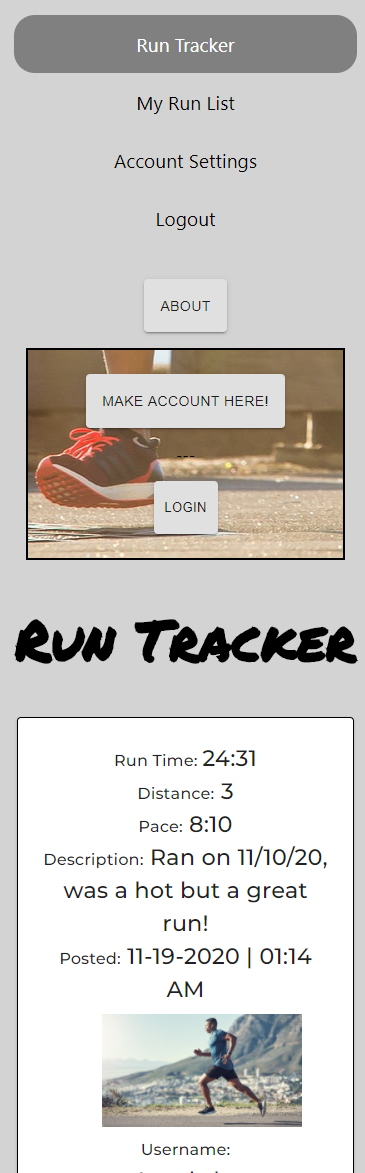 Run Tracker
My Run List
Account Settings
Logout
ABOUT
MAKE ACCOUNT HERE!
---
LOGIN
Run Tracker
Run Time: 24:31
Distance: 3
Pace: 8:10
Description: Ran on 11/10/20,
was a hot but a great
run!
Posted: 11-19-2020 | 01:14
AM
Username: